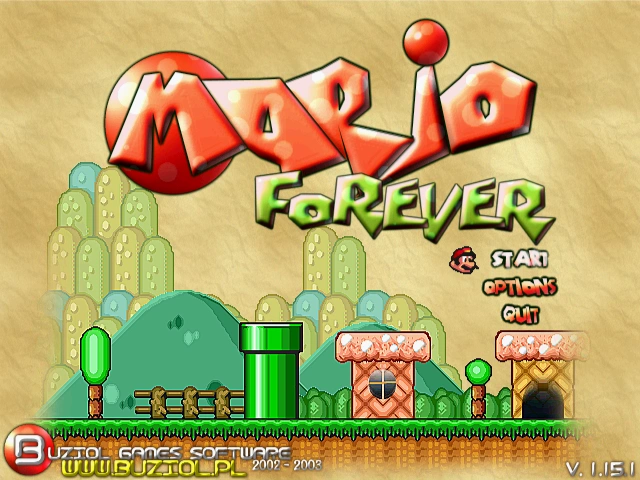 MARIO
FOREVER
START
OPTIONS
QUIT
BUZIOL GAMES SOFTWARE
WWW.BUZIOL.PL 2002 - 2003
V. 1.15.1